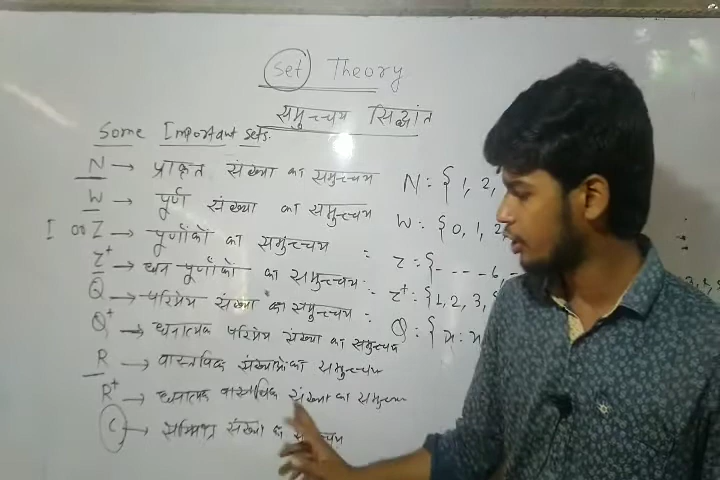 Set Theory
समुच्चय सिद्धांत
Some Important sets.
N → प्राकृत संख्या का समुच्चय N: {1, 2,
W → पूर्ण संख्या का समुच्चय W: {0, 1, 2,
I or Z → पूर्णांकों का समुच्चय : Z = {-----6,-
Z⁺ → धन पूर्णांकों का समुच्चय : Z⁺: {1, 2, 3,
Q → परिमेय संख्या का समुच्चय : Q: {x: x
Q⁺ → धनात्मक परिमेय संख्या का समुच्चय
R → वास्तविक संख्याओं का समुच्चय
R⁺ → धनात्मक वास्तविक संख्या का समुच्चय
C → सम्मिश्र संख्या का